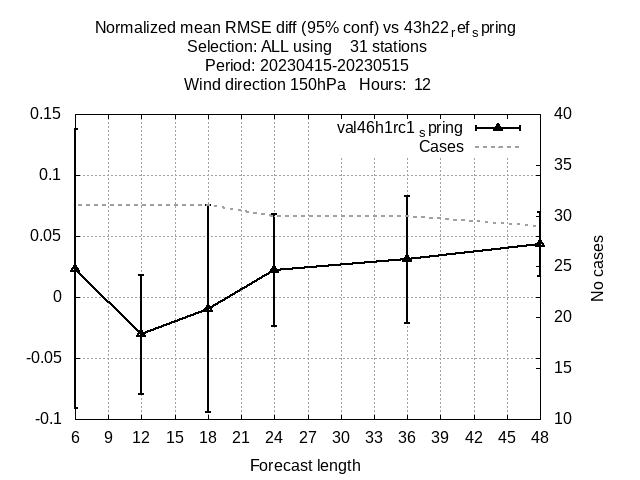 Normalized mean RMSE diff (95% conf) vs 43h22refspring
Selection: ALL using 31 stations
Period: 20230415-20230515
Wind direction 150hPa Hours: 12
val46h1rc1spring
Cases
0.15
0.1
0.05
0
-0.05
-0.1
40
35
30
25
20
15
10
No cases
6 9 12 15 18 21 24 27 30 33 36 39 42 45 48
Forecast length